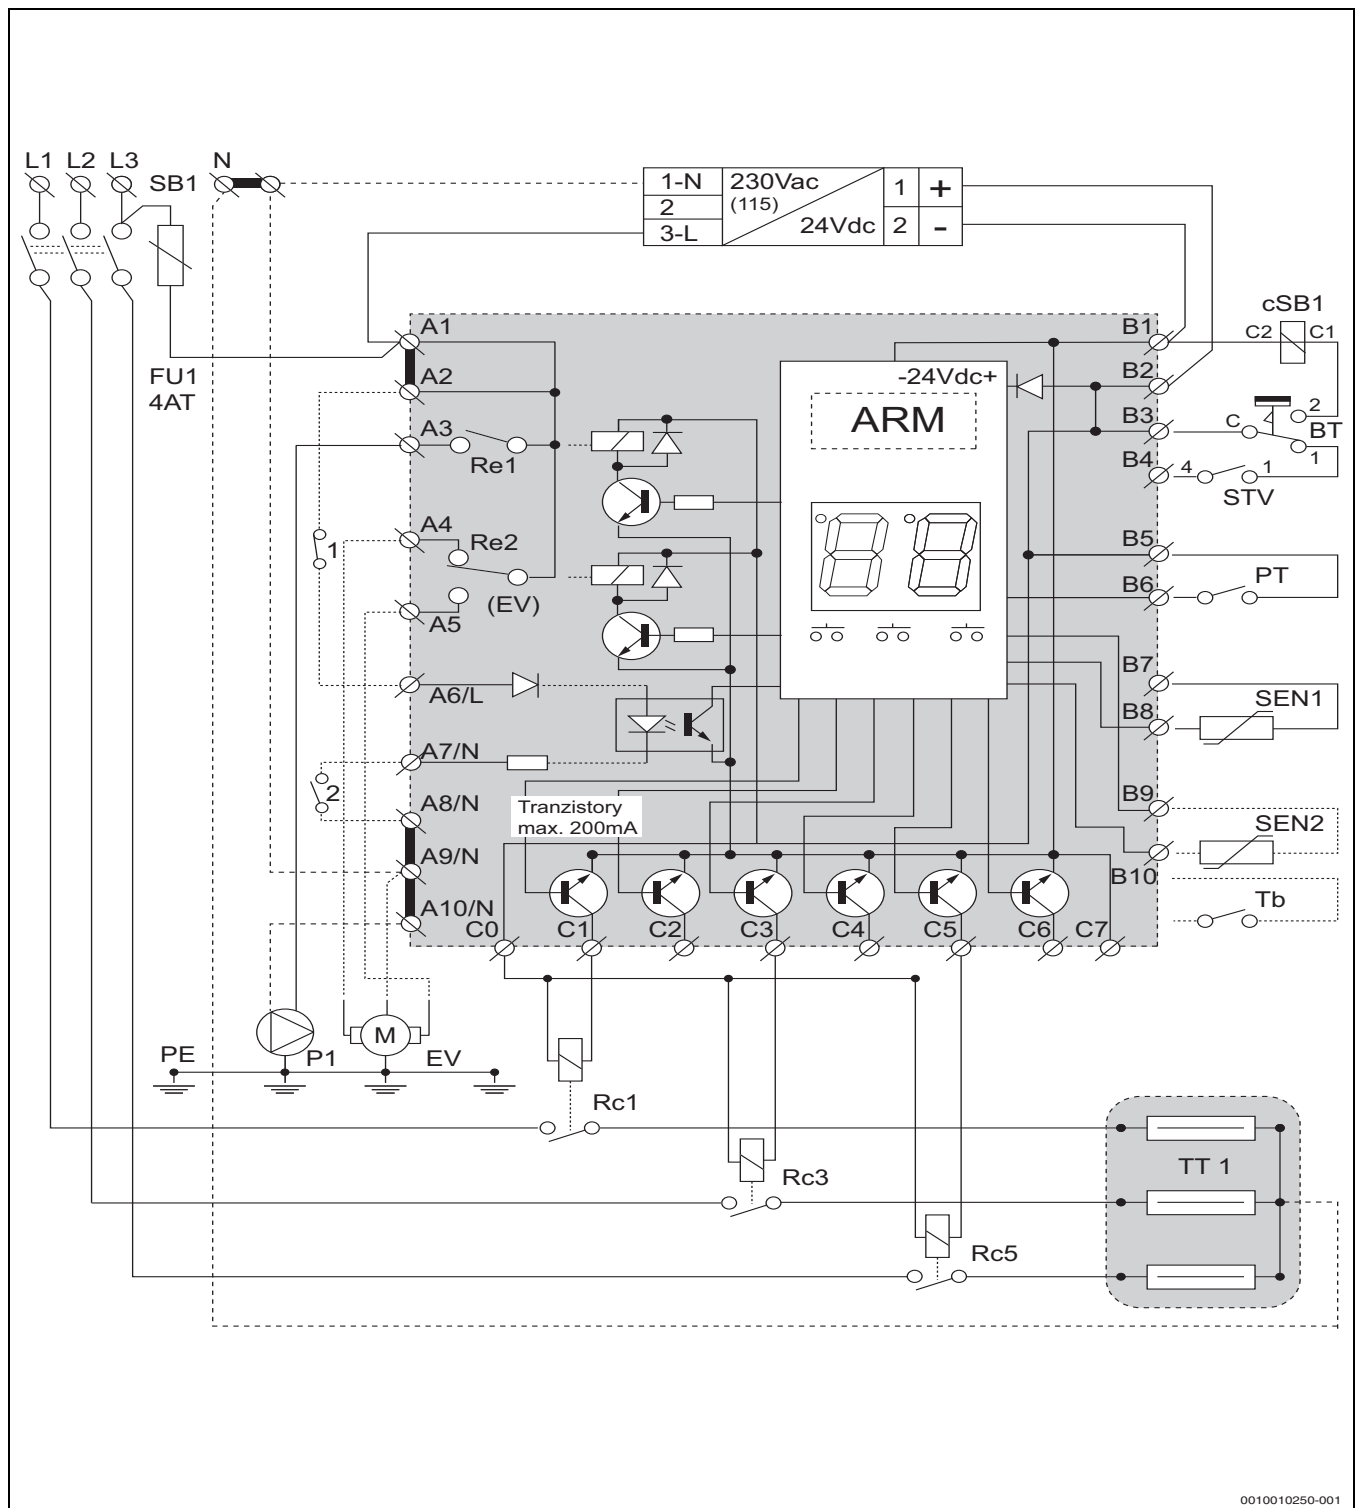 L1 L2 L3 SB1 N
1-N 230Vac 1 +
2 (115)
3-L 24Vdc 2 -
FU1
4AT
cSB1
C2 C1
A1 B1
A2 B2
-24Vdc+
ARM
A3 B3
Re1
C 2
BT
1
B4 4 1
STV
A4 B5
Re2
1
(EV)
A5 B6 PT
A6/L B7
SEN1
B8
A7/N
2
A8/N B9
Tranzistory
max. 200mA
SEN2
A9/N
B10
A10/N
Tb
C0 C1 C2 C3 C4 C5 C6 C7
M
PE P1 EV
Rc1
TT 1
Rc3
Rc5
0010010250-001